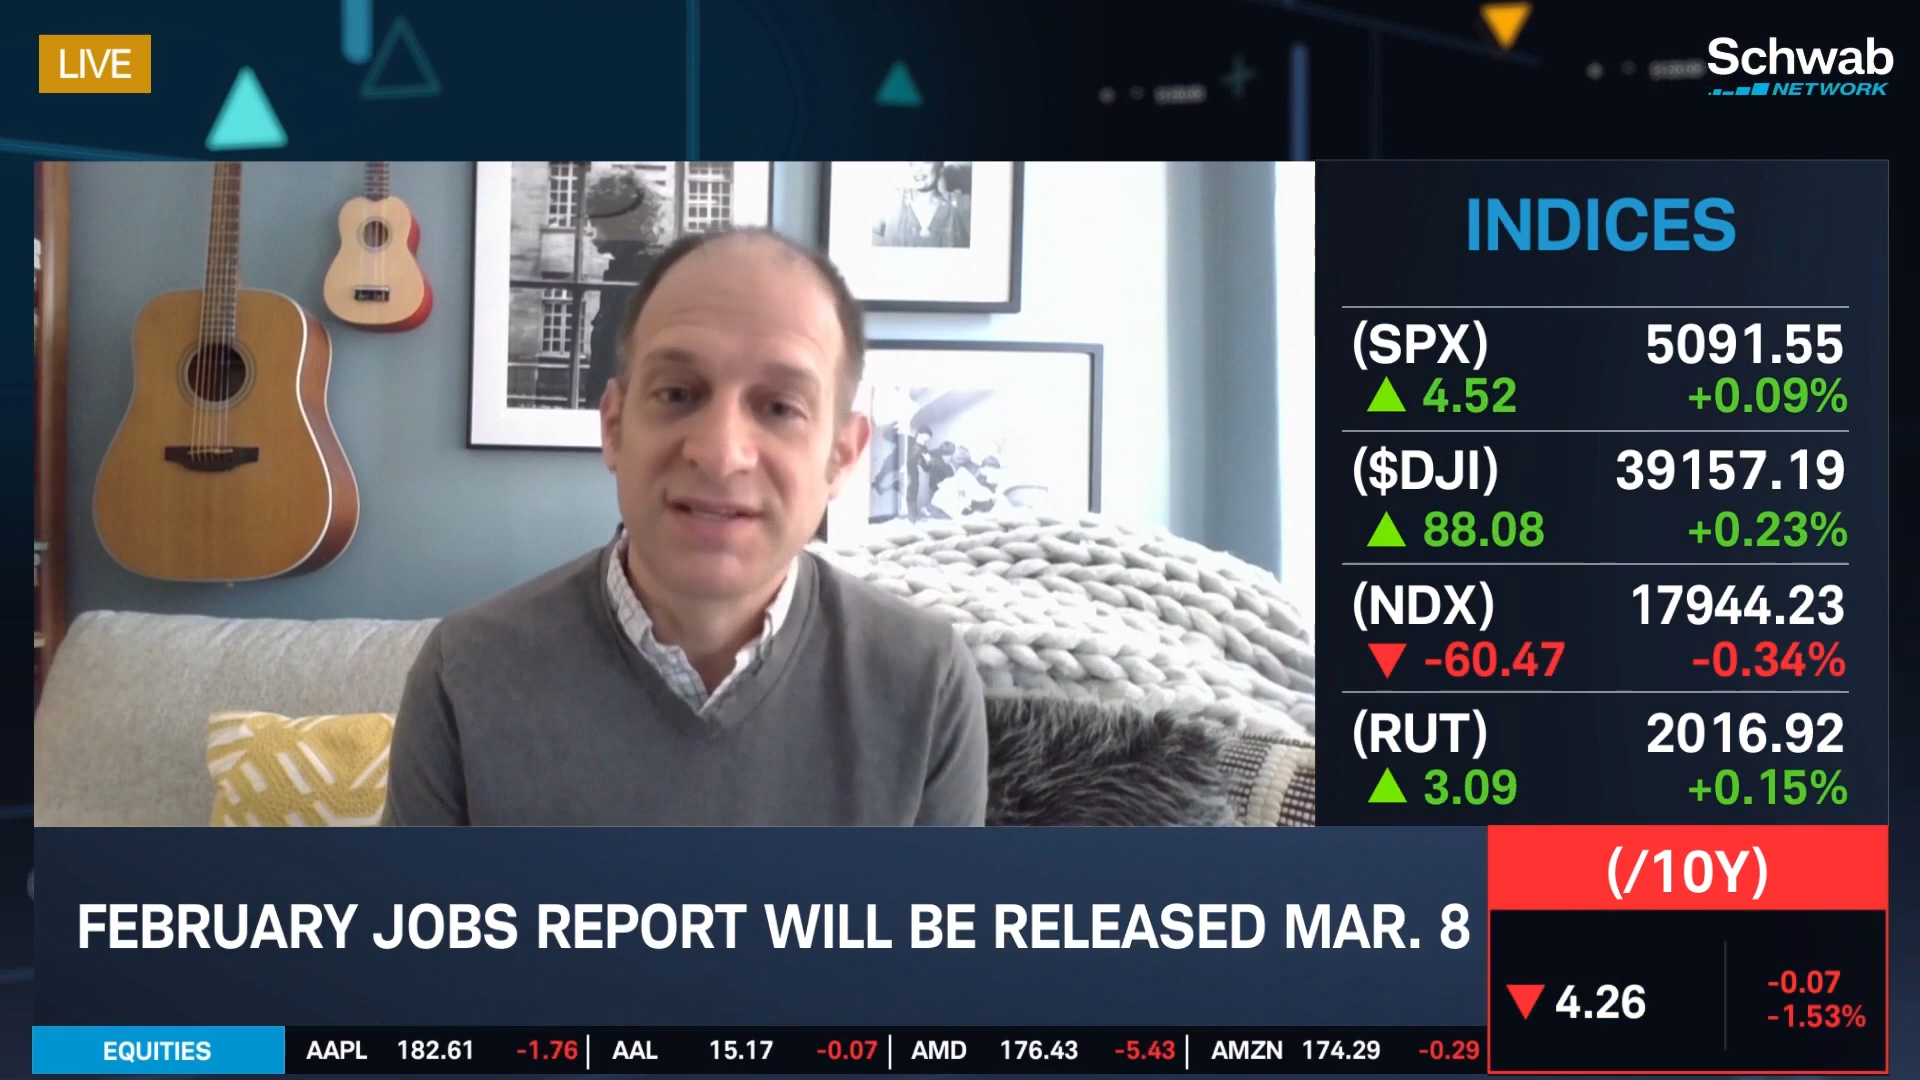 LIVE
Schwab
NETWORK
INDICES
(SPX) 5091.55
▲ 4.52 +0.09%
($DJI) 39157.19
▲ 88.08 +0.23%
(NDX) 17944.23
▼ -60.47 -0.34%
(RUT) 2016.92
▲ 3.09 +0.15%
FEBRUARY JOBS REPORT WILL BE RELEASED MAR. 8
(/10Y)
▼ 4.26 -0.07
-1.53%
EQUITIES AAPL 182.61 -1.76 | AAL 15.17 -0.07 | AMD 176.43 -5.43 | AMZN 174.29 -0.29